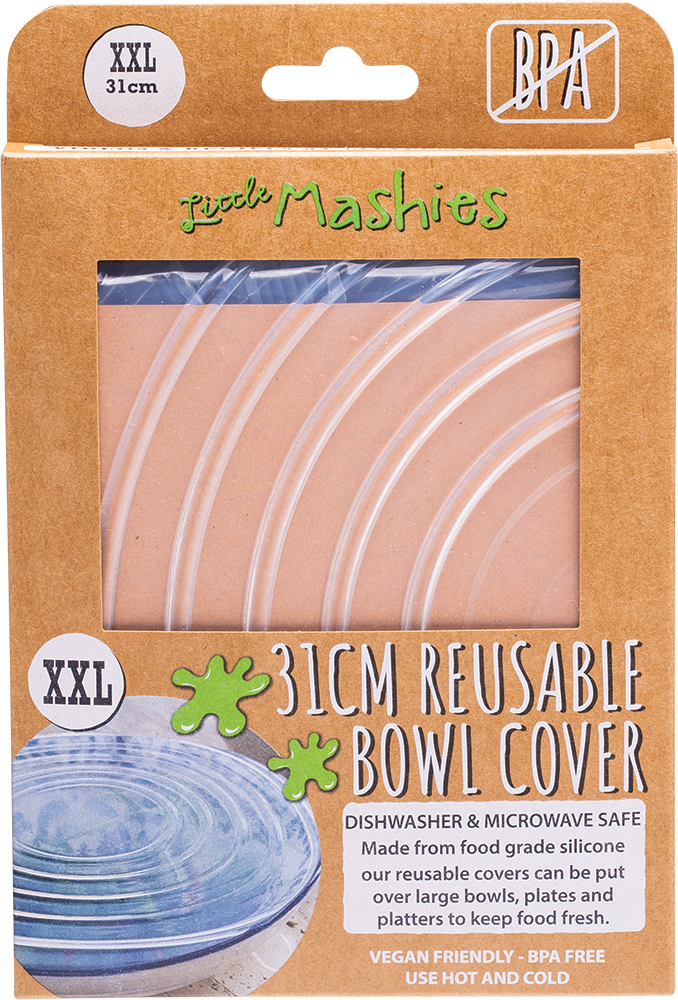 XXL
31cm
BPA
Little Mashies
XXL
31CM REUSABLE
BOWL COVER
DISHWASHER & MICROWAVE SAFE
Made from food grade silicone
our reusable covers can be put
over large bowls, plates and
platters to keep food fresh.
VEGAN FRIENDLY - BPA FREE
USE HOT AND COLD